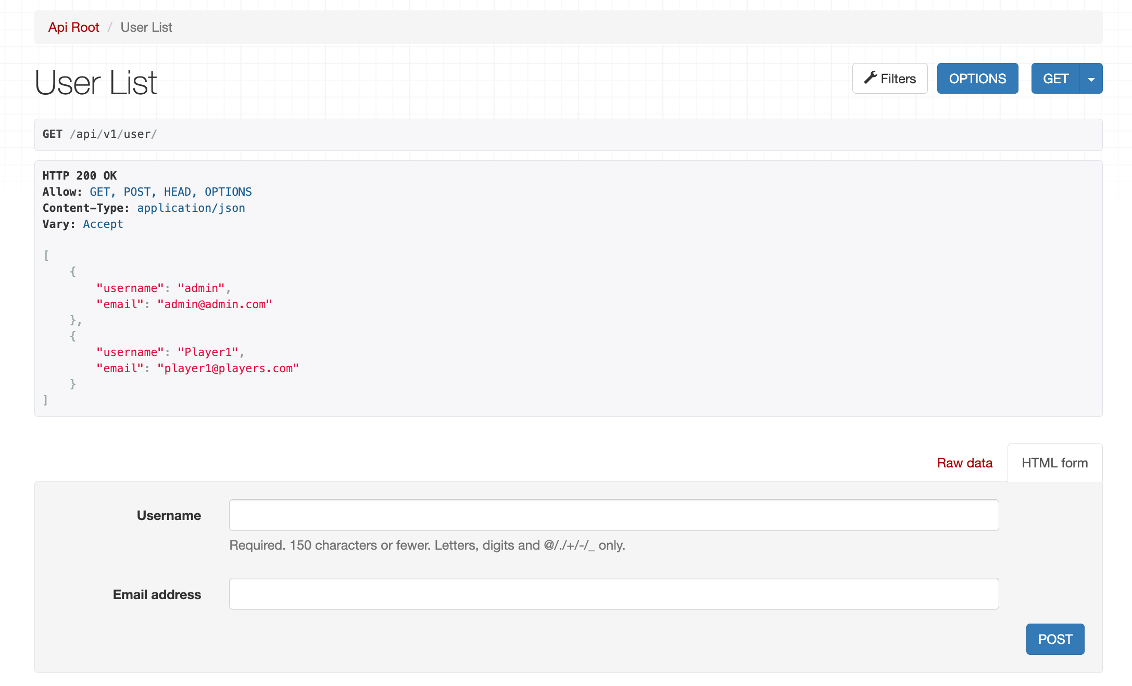 Api Root / User List
User List
Filters OPTIONS GET
GET /api/v1/user/
HTTP 200 OK
Allow: GET, POST, HEAD, OPTIONS
Content-Type: application/json
Vary: Accept
[
    {
        "username": "admin",
        "email": "admin@admin.com"
    },
    {
        "username": "Player1",
        "email": "player1@players.com"
    }
]
Raw data HTML form
Username
Required. 150 characters or fewer. Letters, digits and @/./+/-/_ only.
Email address
POST